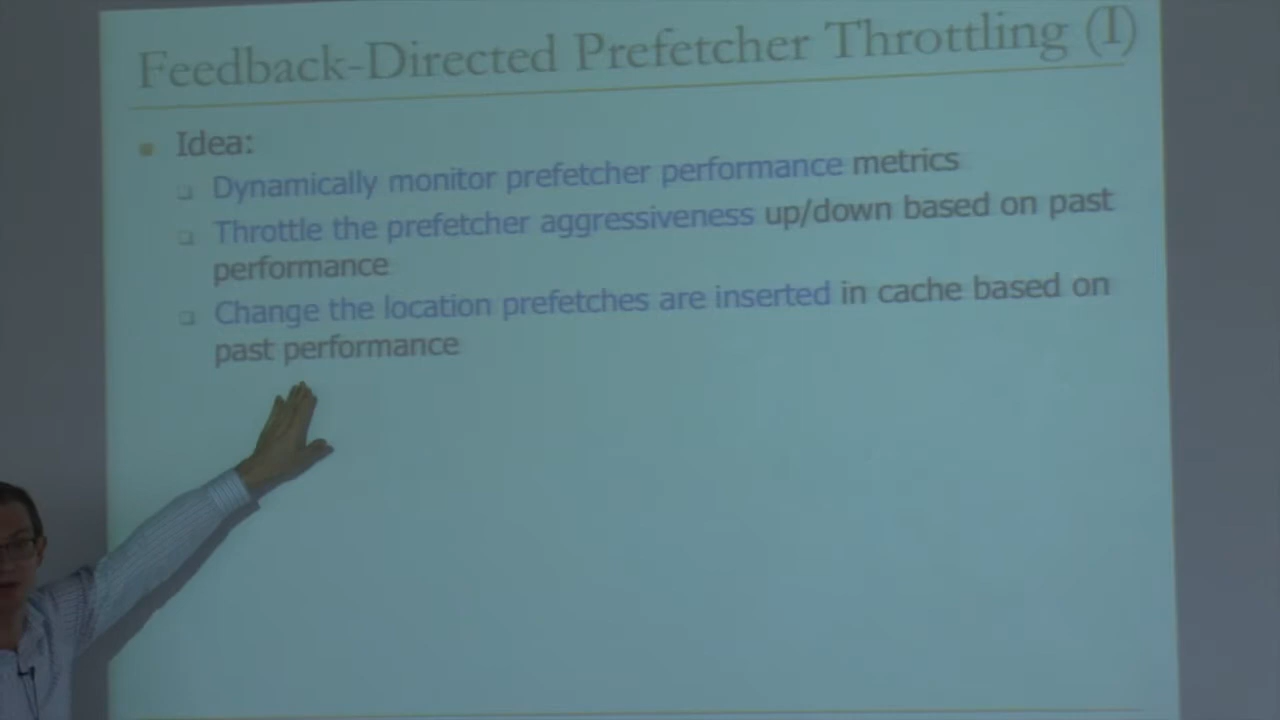 Feedback-Directed Prefetcher Throttling (I)
Idea:
Dynamically monitor prefetcher performance metrics
Throttle the prefetcher aggressiveness up/down based on past
performance
Change the location prefetches are inserted in cache based on
past performance